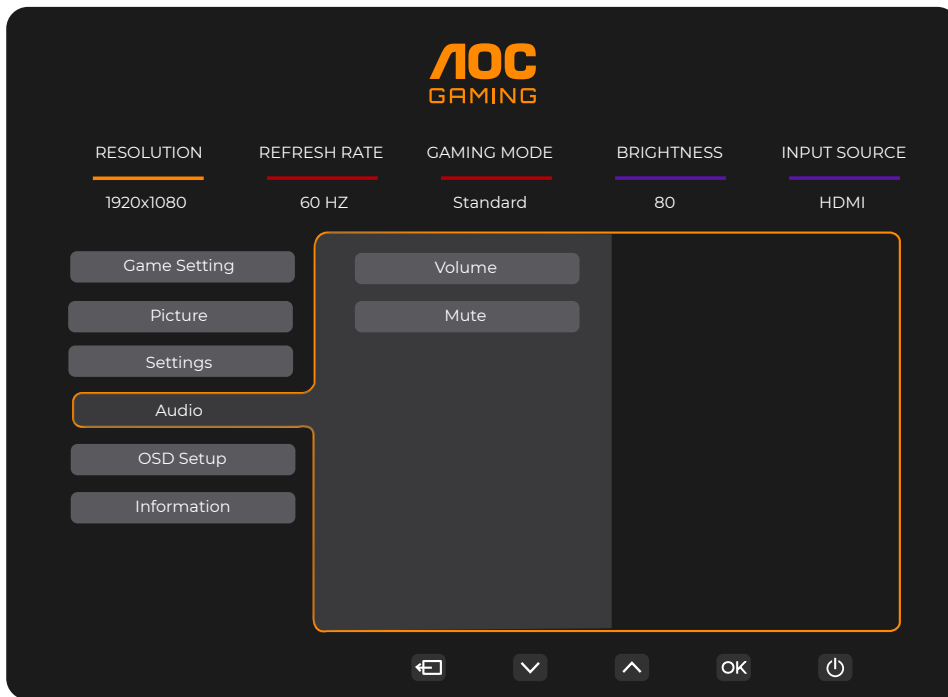 AOC
GAMING
RESOLUTION REFRESH RATE GAMING MODE BRIGHTNESS INPUT SOURCE
1920x1080 60 HZ Standard 80 HDMI
Game Setting Volume
Picture Mute
Settings
Audio
OSD Setup
Information
OK